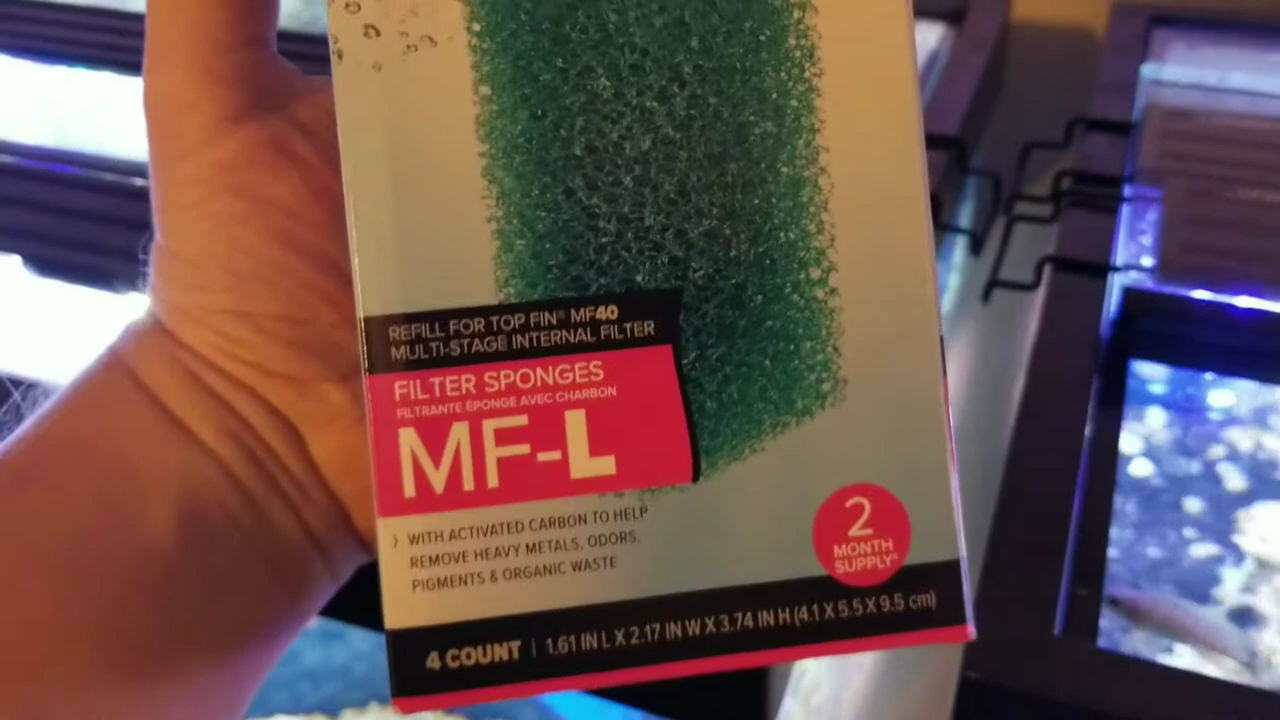 REFILL FOR TOP FIN® MF40
MULTI-STAGE INTERNAL FILTER
FILTER SPONGES
FILTRANTE ÉPONGE AVEC CHARBON
MF-L
› WITH ACTIVATED CARBON TO HELP
REMOVE HEAVY METALS, ODORS,
PIGMENTS & ORGANIC WASTE
2
MONTH
SUPPLY*
4 COUNT | 1.61 IN L X 2.17 IN W X 3.74 IN H (4.1 X 5.5 X 9.5 cm)